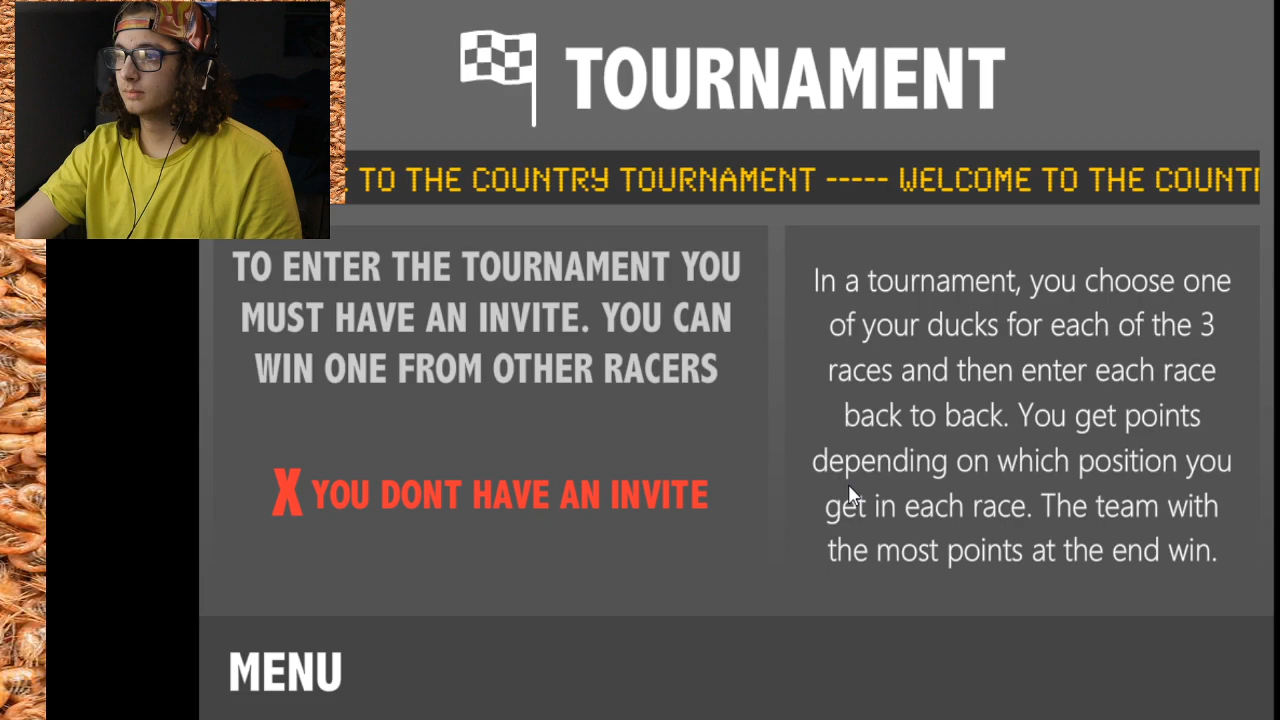 TOURNAMENT
TO THE COUNTRY TOURNAMENT ----- WELCOME TO THE COUNT
TO ENTER THE TOURNAMENT YOU
MUST HAVE AN INVITE. YOU CAN
WIN ONE FROM OTHER RACERS
X YOU DONT HAVE AN INVITE
In a tournament, you choose one
of your ducks for each of the 3
races and then enter each race
back to back. You get points
depending on which position you
get in each race. The team with
the most points at the end win.
MENU